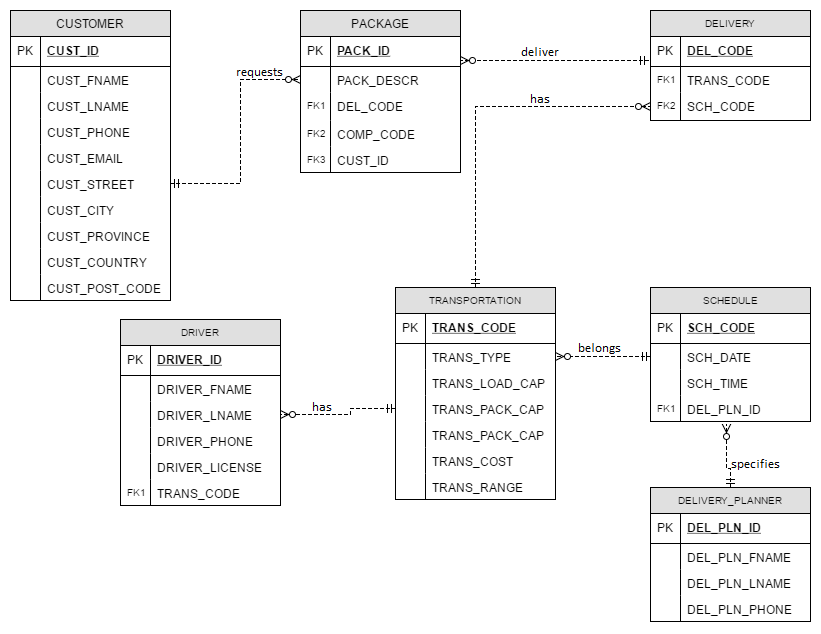 CUSTOMER
PK CUST_ID
CUST_FNAME
CUST_LNAME
CUST_PHONE
CUST_EMAIL
CUST_STREET
CUST_CITY
CUST_PROVINCE
CUST_COUNTRY
CUST_POST_CODE
requests
PACKAGE
PK PACK_ID
PACK_DESCR
FK1 DEL_CODE
FK2 COMP_CODE
FK3 CUST_ID
deliver
has
DELIVERY
PK DEL_CODE
FK1 TRANS_CODE
FK2 SCH_CODE
DRIVER
PK DRIVER_ID
DRIVER_FNAME
DRIVER_LNAME
DRIVER_PHONE
DRIVER_LICENSE
FK1 TRANS_CODE
has
TRANSPORTATION
PK TRANS_CODE
TRANS_TYPE
TRANS_LOAD_CAP
TRANS_PACK_CAP
TRANS_PACK_CAP
TRANS_COST
TRANS_RANGE
belongs
SCHEDULE
PK SCH_CODE
SCH_DATE
SCH_TIME
FK1 DEL_PLN_ID
specifies
DELIVERY_PLANNER
PK DEL_PLN_ID
DEL_PLN_FNAME
DEL_PLN_LNAME
DEL_PLN_PHONE